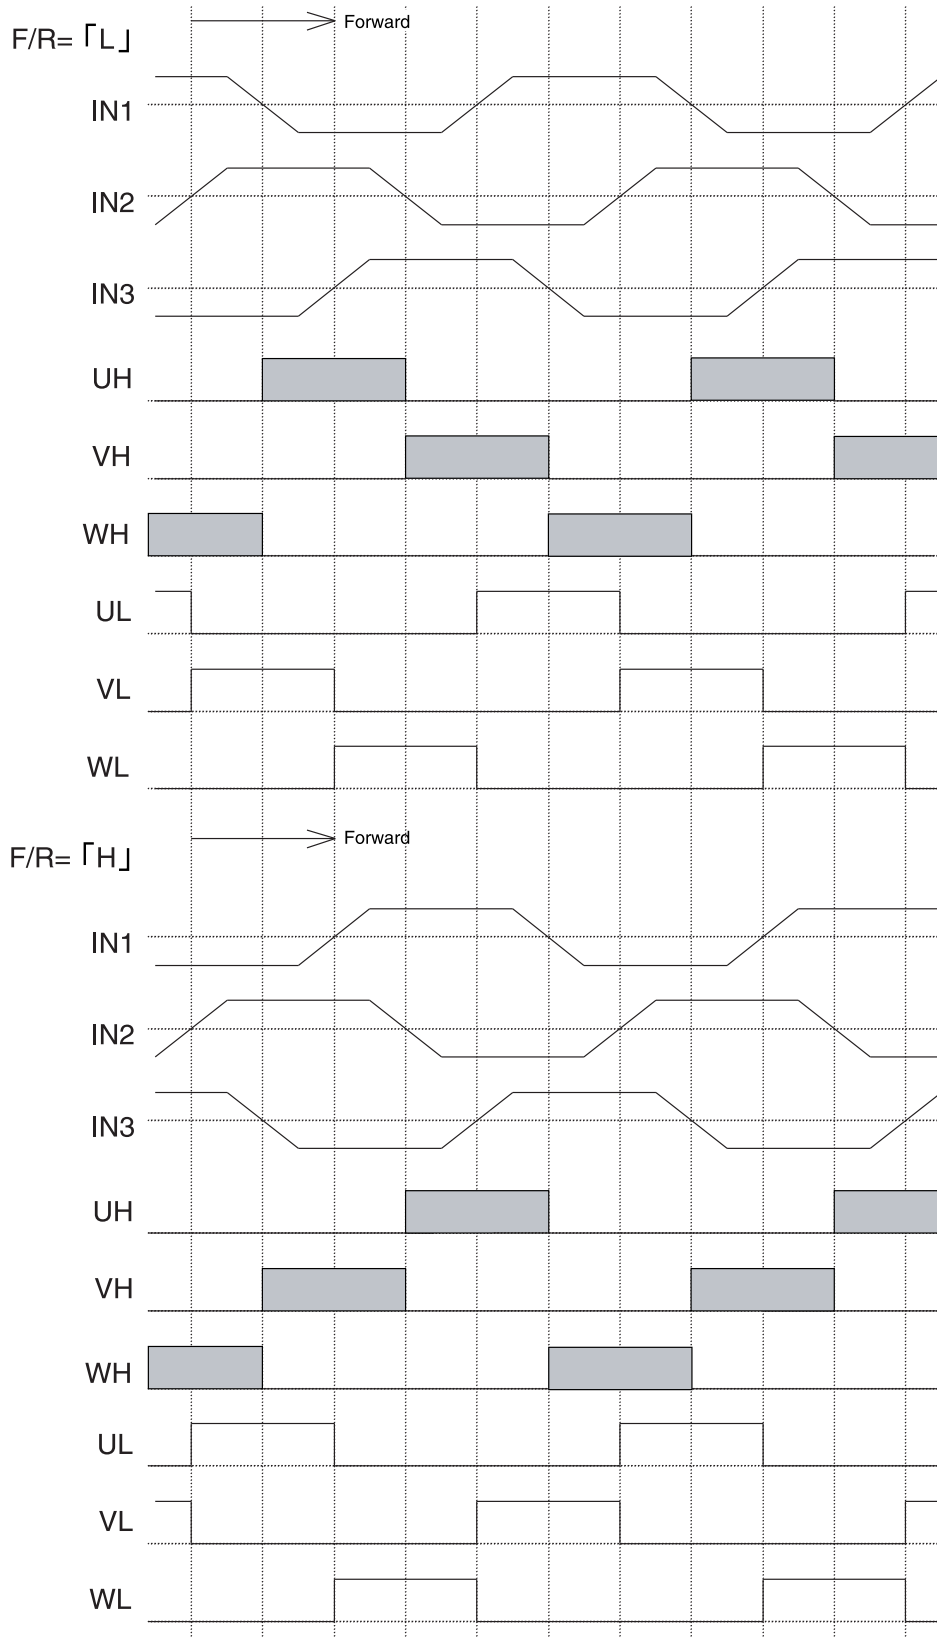 Forward
F/R=「L」
IN1
IN2
IN3
UH
VH
WH
UL
VL
WL
Forward
F/R=「H」
IN1
IN2
IN3
UH
VH
WH
UL
VL
WL